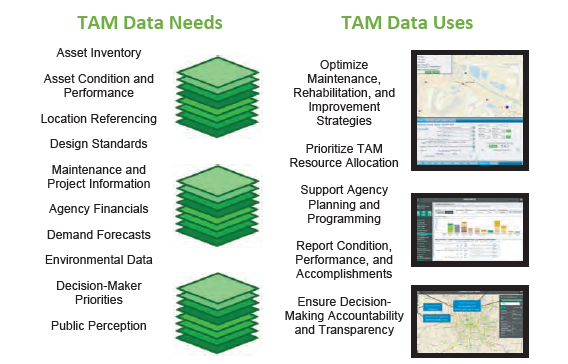 TAM Data Needs
Asset Inventory
Asset Condition and
Performance
Location Referencing
Design Standards
Maintenance and
Project Information
Agency Financials
Demand Forecasts
Environmental Data
Decision-Maker
Priorities
Public Perception
TAM Data Uses
Optimize
Maintenance,
Rehabilitation, and
Improvement
Strategies
Prioritize TAM
Resource Allocation
Support Agency
Planning and
Programming
Report Condition,
Performance, and
Accomplishments
Ensure Decision-
Making Accountability
and Transparency